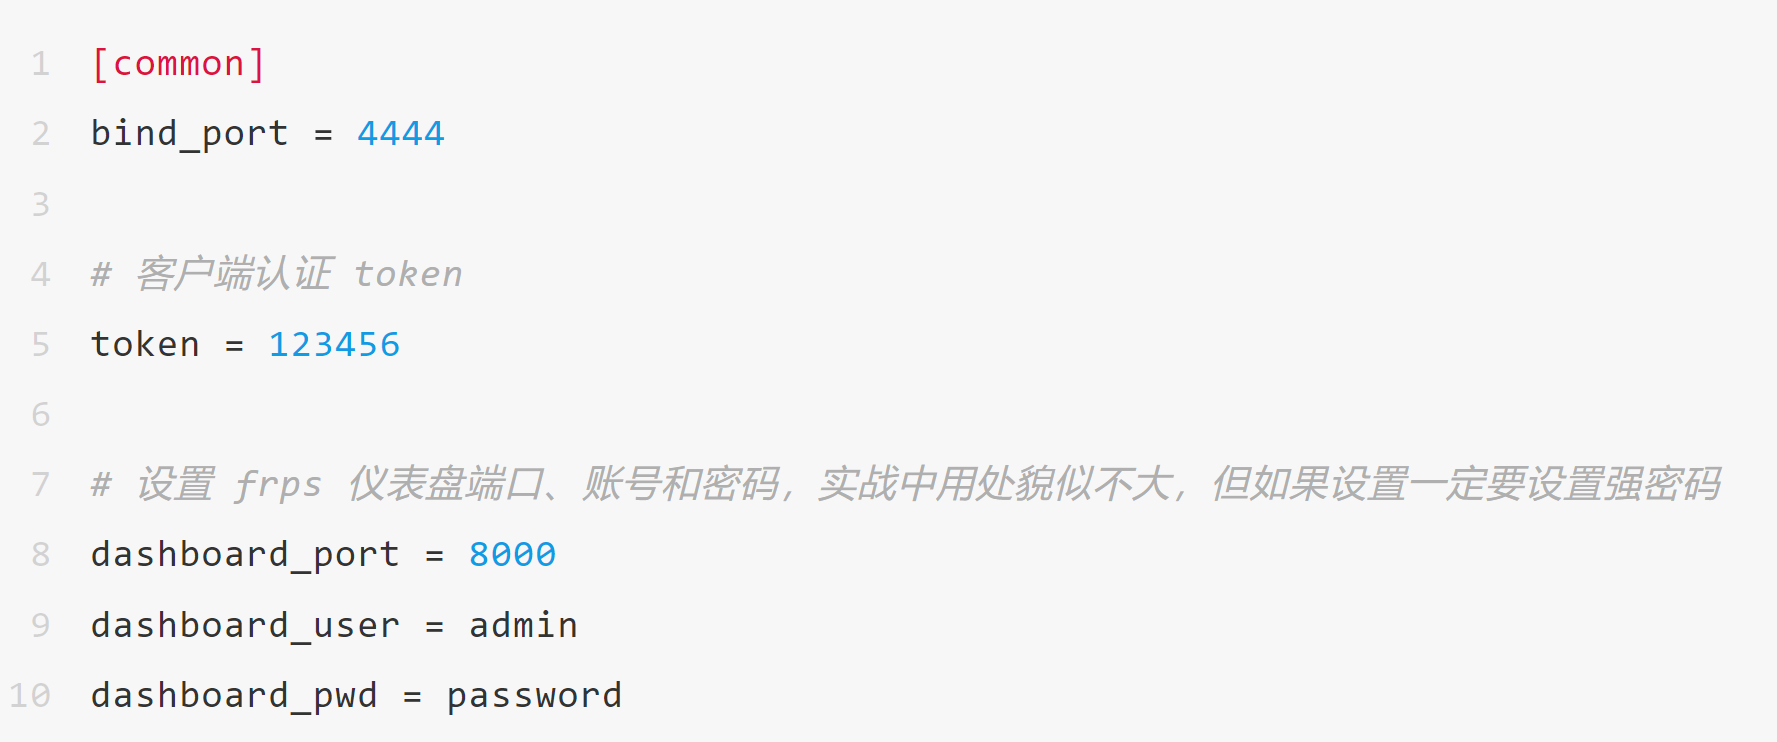 1 [common]
2 bind_port = 4444
3
4 # 客户端认证 token
5 token = 123456
6
7 # 设置 frps 仪表盘端口、账号和密码，实战中用处貌似不大，但如果设置一定要设置强密码
8 dashboard_port = 8000
9 dashboard_user = admin
10 dashboard_pwd = password